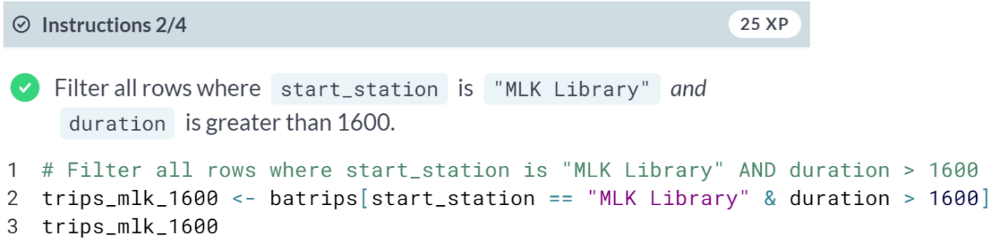 Instructions 2/4
25 XP
Filter all rows where start_station is "MLK Library" and
duration is greater than 1600.
1 # Filter all rows where start_station is "MLK Library" AND duration > 1600
2 trips_mlk_1600 <- batrips[start_station == "MLK Library" & duration > 1600]
3 trips_mlk_1600